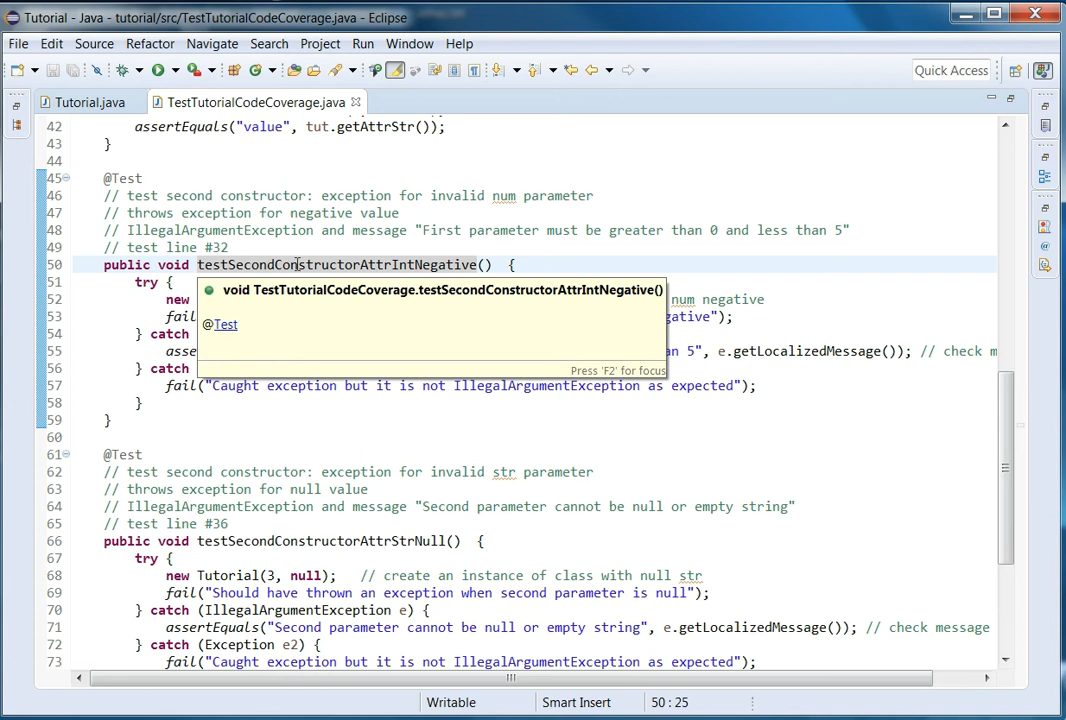 Tutorial - Java - tutorial/src/TestTutorialCodeCoverage.java - Eclipse
File Edit Source Refactor Navigate Search Project Run Window Help
Quick Access
Tutorial.java TestTutorialCodeCoverage.java
42 assertEquals("value", tut.getAttrStr());
43 }
44
45 @Test
46 // test second constructor: exception for invalid num parameter
47 // throws exception for negative value
48 // IllegalArgumentException and message "First parameter must be greater than 0 and less than 5"
49 // test line #32
50 public void testSecondConstructorAttrIntNegative() {
51 try {
52 new num negative
53 fail gative");
54 } catch
55 asse an 5", e.getLocalizedMessage()); // check m
56 } catch
57 fail("Caught exception but it is not IllegalArgumentException as expected");
58 }
59 }
void TestTutorialCodeCoverage.testSecondConstructorAttrIntNegative()
@Test
Press 'F2' for focus
60
61 @Test
62 // test second constructor: exception for invalid str parameter
63 // throws exception for null value
64 // IllegalArgumentException and message "Second parameter cannot be null or empty string"
65 // test line #36
66 public void testSecondConstructorAttrStrNull() {
67 try {
68 new Tutorial(3, null); // create an instance of class with null str
69 fail("Should have thrown an exception when second parameter is null");
70 } catch (IllegalArgumentException e) {
71 assertEquals("Second parameter cannot be null or empty string", e.getLocalizedMessage()); // check message
72 } catch (Exception e2) {
73 fail("Caught exception but it is not IllegalArgumentException as expected");
Writable Smart Insert 50 : 25